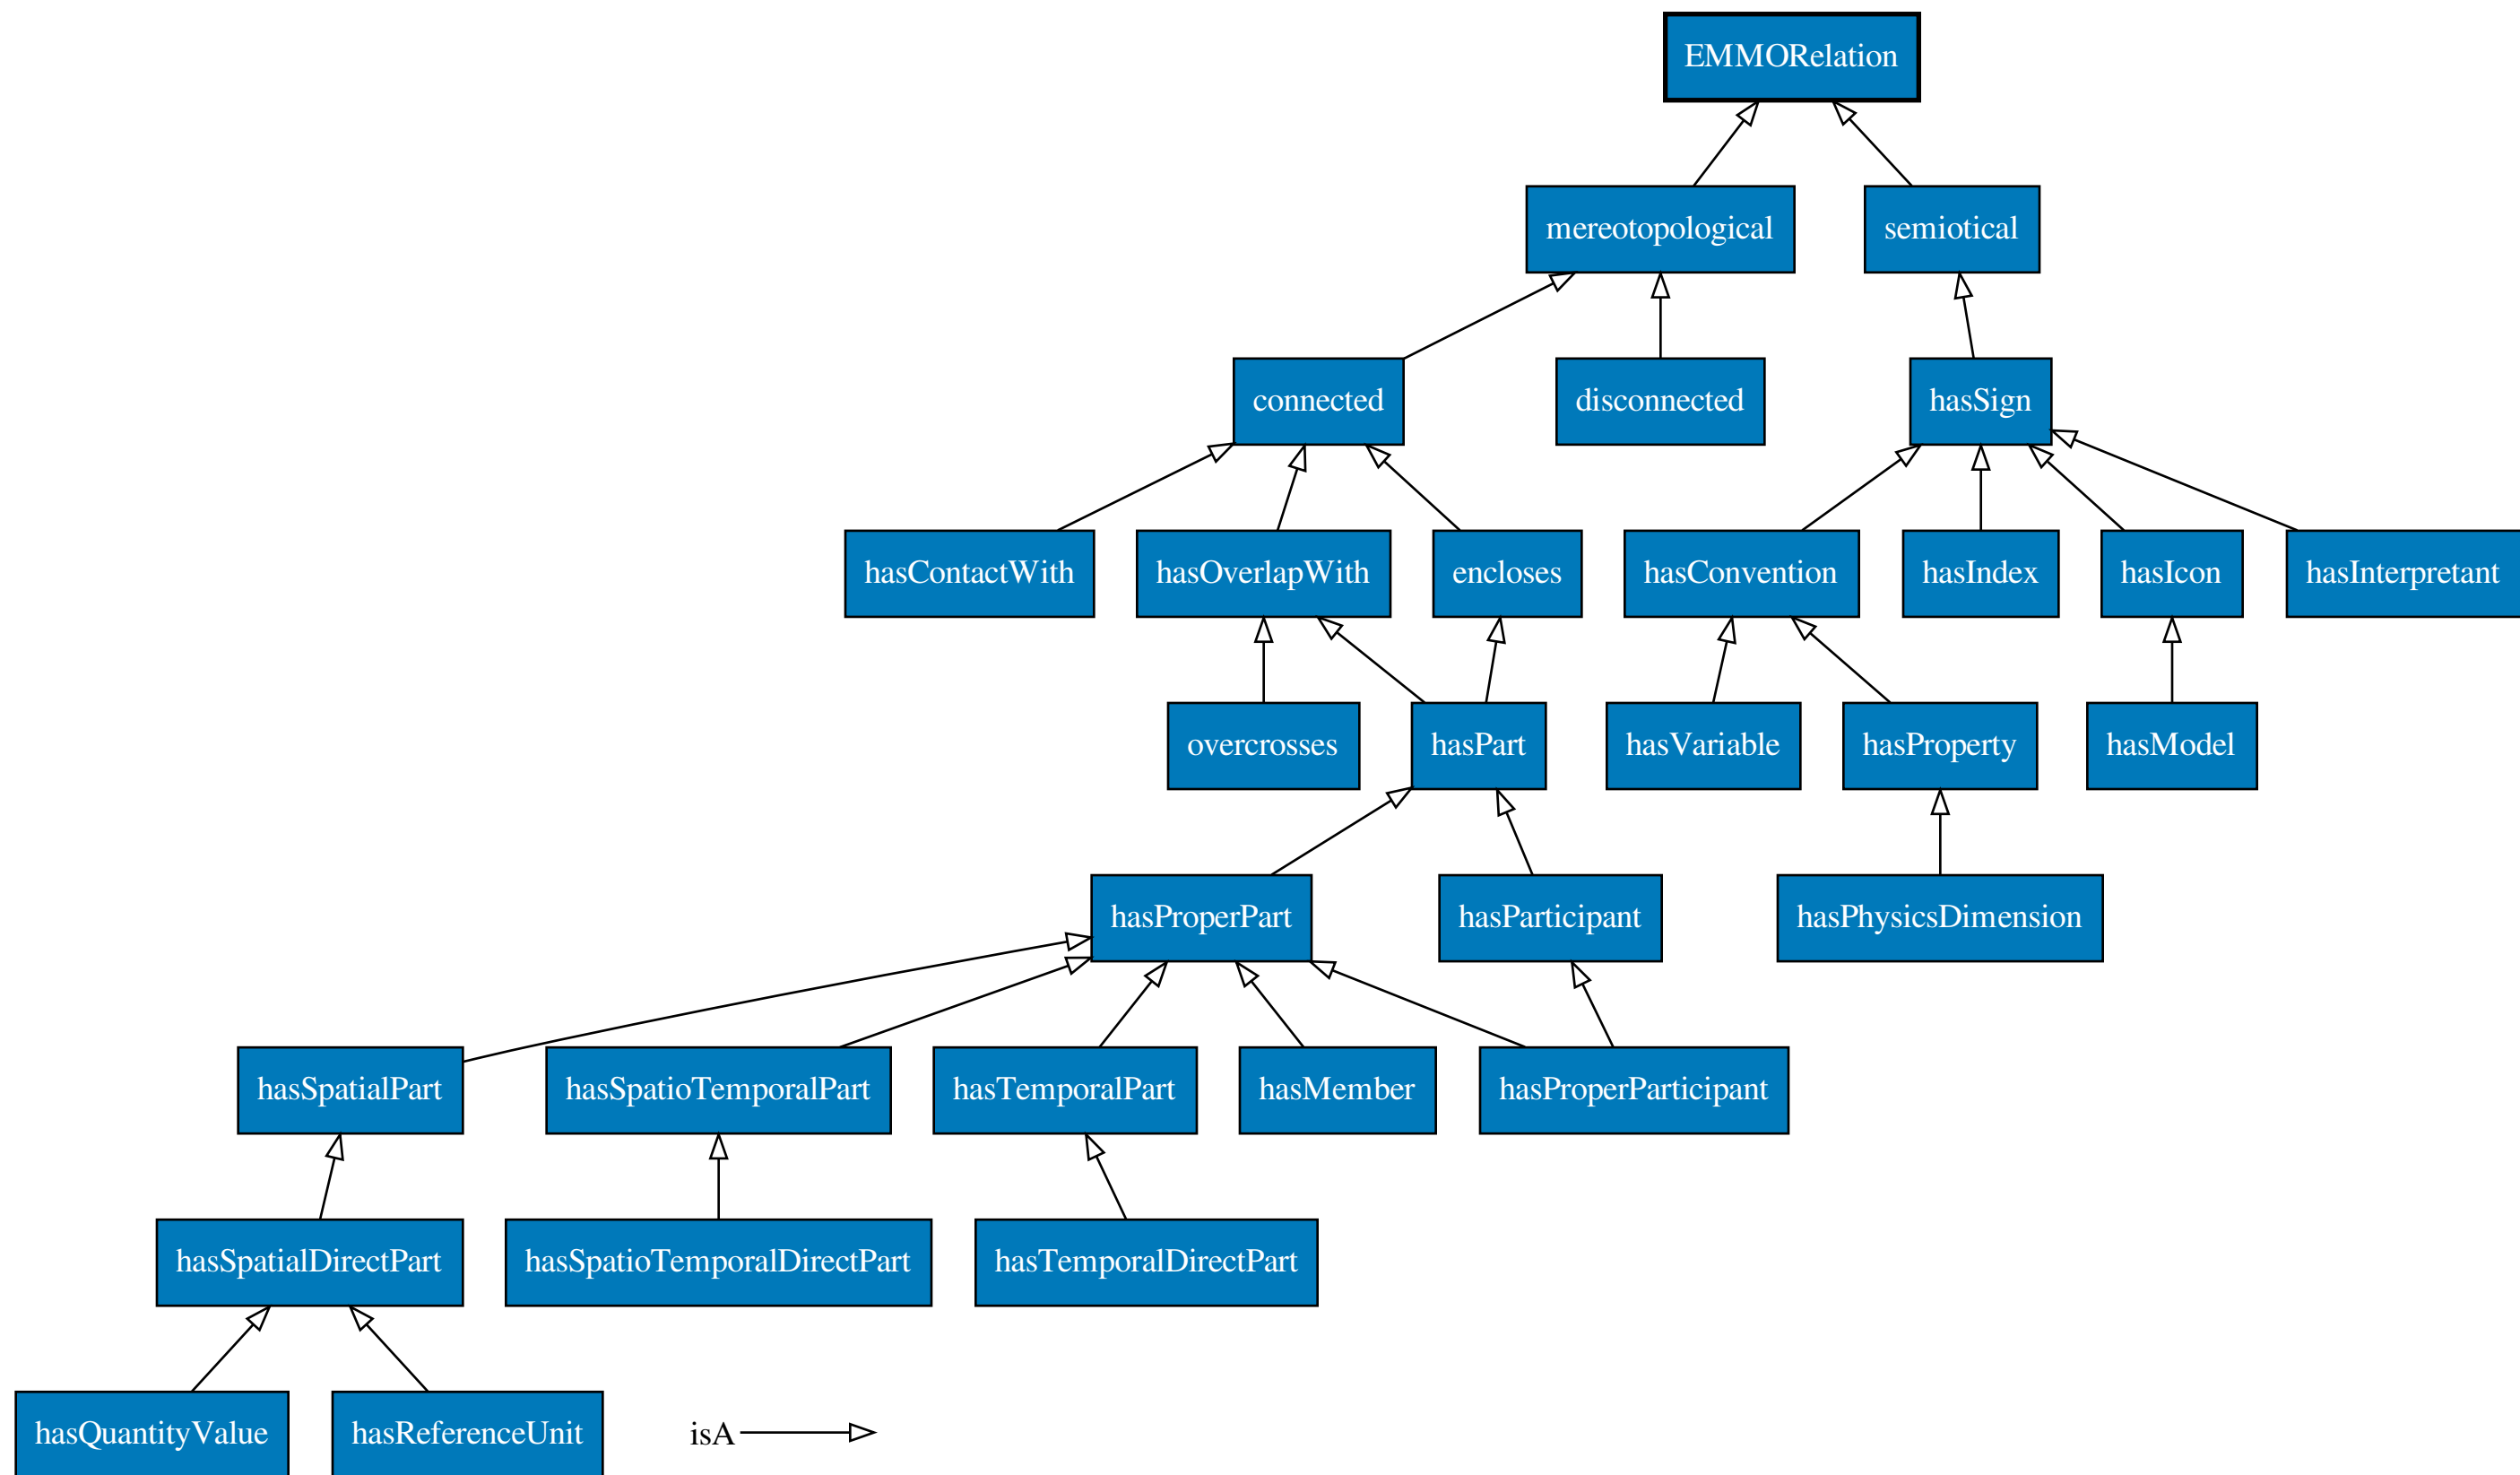 EMMORelation
mereotopological
semiotical
connected
disconnected
hasSign
hasContactWith
hasOverlapWith
encloses
hasConvention
hasIndex
hasIcon
hasInterpretant
overcrosses
hasPart
hasVariable
hasProperty
hasModel
hasProperPart
hasParticipant
hasPhysicsDimension
hasSpatialPart
hasSpatioTemporalPart
hasTemporalPart
hasMember
hasProperParticipant
hasSpatialDirectPart
hasSpatioTemporalDirectPart
hasTemporalDirectPart
hasQuantityValue
hasReferenceUnit
isA